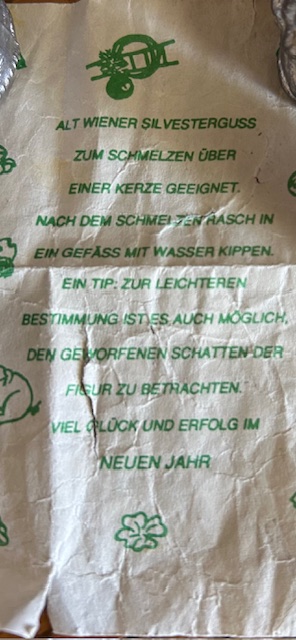 ALT WIENER SILVESTERGUSS
ZUM SCHMELZEN ÜBER
EINER KERZE GEEIGNET.
NACH DEM SCHMELZEN RASCH IN
EIN GEFÄSS MIT WASSER KIPPEN.
EIN TIP: ZUR LEICHTEREN
BESTIMMUNG IST ES AUCH MÖGLICH,
DEN GEWORFENEN SCHATTEN DER
FIGUR ZU BETRACHTEN.
VIEL GLÜCK UND ERFOLG IM
NEUEN JAHR